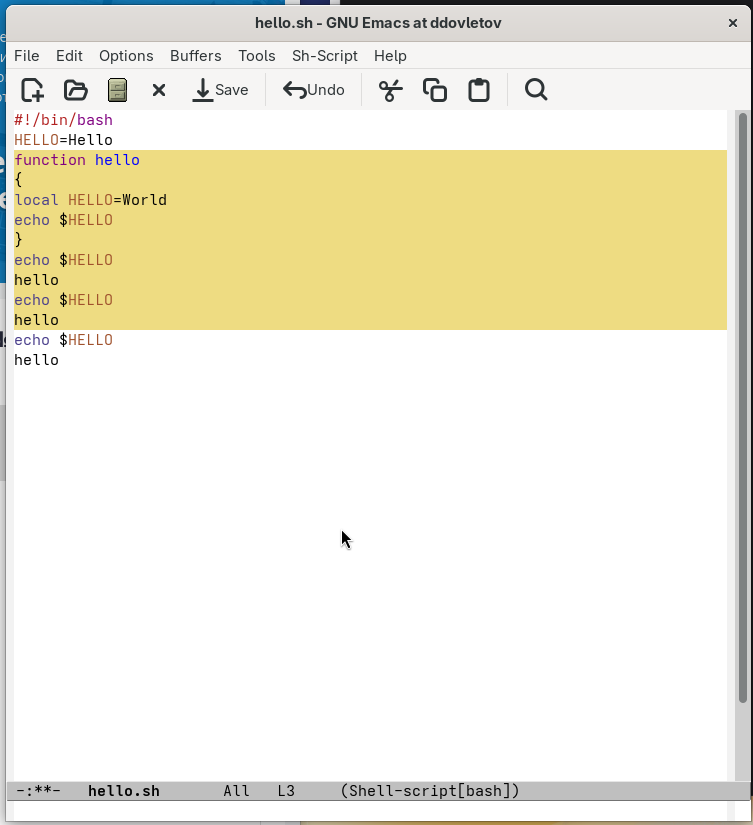 hello.sh - GNU Emacs at ddovletov
File Edit Options Buffers Tools Sh-Script Help
Save Undo
#!/bin/bash
HELLO=Hello
function hello
{
local HELLO=World
echo $HELLO
}
echo $HELLO
hello
echo $HELLO
hello
echo $HELLO
hello
-:**- hello.sh All L3 (Shell-script[bash])